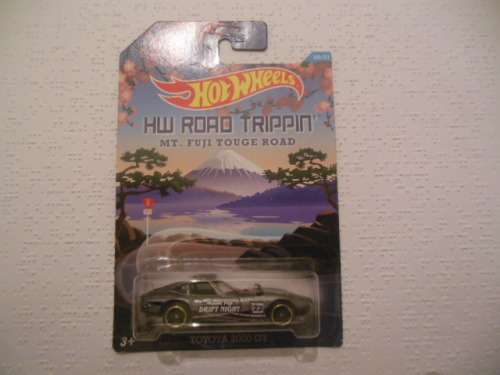 HOT WHEELS
HW ROAD TRIPPIN'
MT. FUJI TOUGE ROAD
DRIFT NIGHT
3+
TOYOTA 2000 GT